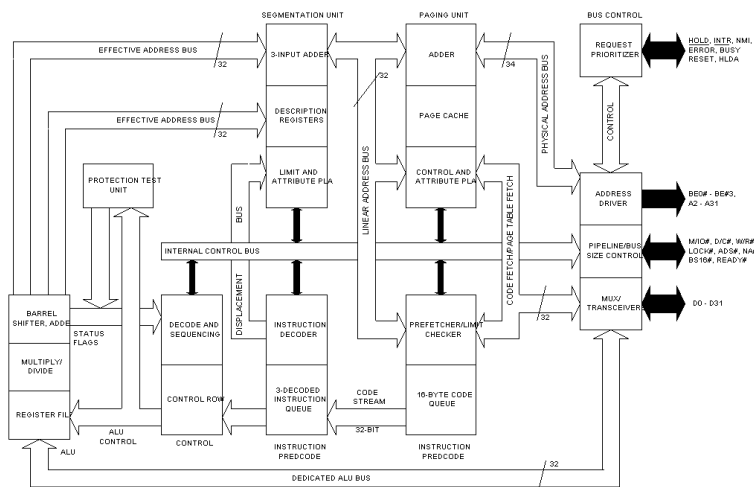 SEGMENTATION UNIT
PAGING UNIT
BUS CONTROL
EFFECTIVE ADDRESS BUS
32
3-INPUT ADDER
DESCRIPTION
REGISTERS
LIMIT AND
ATTRIBUTE PLA
EFFECTIVE ADDRESS BUS
32
ADDER
PAGE CACHE
CONTROL AND
ATTRIBUTE PLA
32
34
REQUEST
PRIORITIZER
HOLD, INTR, NMI,
ERROR, BUSY
RESET, HLDA
CONTROL
PHYSICAL ADDRESS BUS
LINEAR ADDRESS BUS
CODE FETCH/PAGE TABLE FETCH
PROTECTION TEST
UNIT
DISPLACEMENT
BUS
INTERNAL CONTROL BUS
ADDRESS
DRIVER
PIPELINE/BUS
SIZE CONTROL
MUX/
TRANSCEIVERS
BE0# - BE#3,
A2 - A31
M/IO#, D/C#, W/R#
LOCK#, ADS#, NA
BS16#, READY#
D0 - D31
32
BARREL
SHIFTER, ADDE
MULTIPLY/
DIVIDE
REGISTER FIL
STATUS
FLAGS
DECODE AND
SEQUENCING
CONTROL ROW
CONTROL
INSTRUCTION
DECODER
3-DECODED
INSTRUCTION
QUEUE
INSTRUCTION
PREDCODE
CODE
STREAM
32-BIT
PREFETCHER/LIMIT
CHECKER
16-BYTE CODE
QUEUE
INSTRUCTION
PREDCODE
ALU
CONTROL
ALU
DEDICATED ALU BUS
32